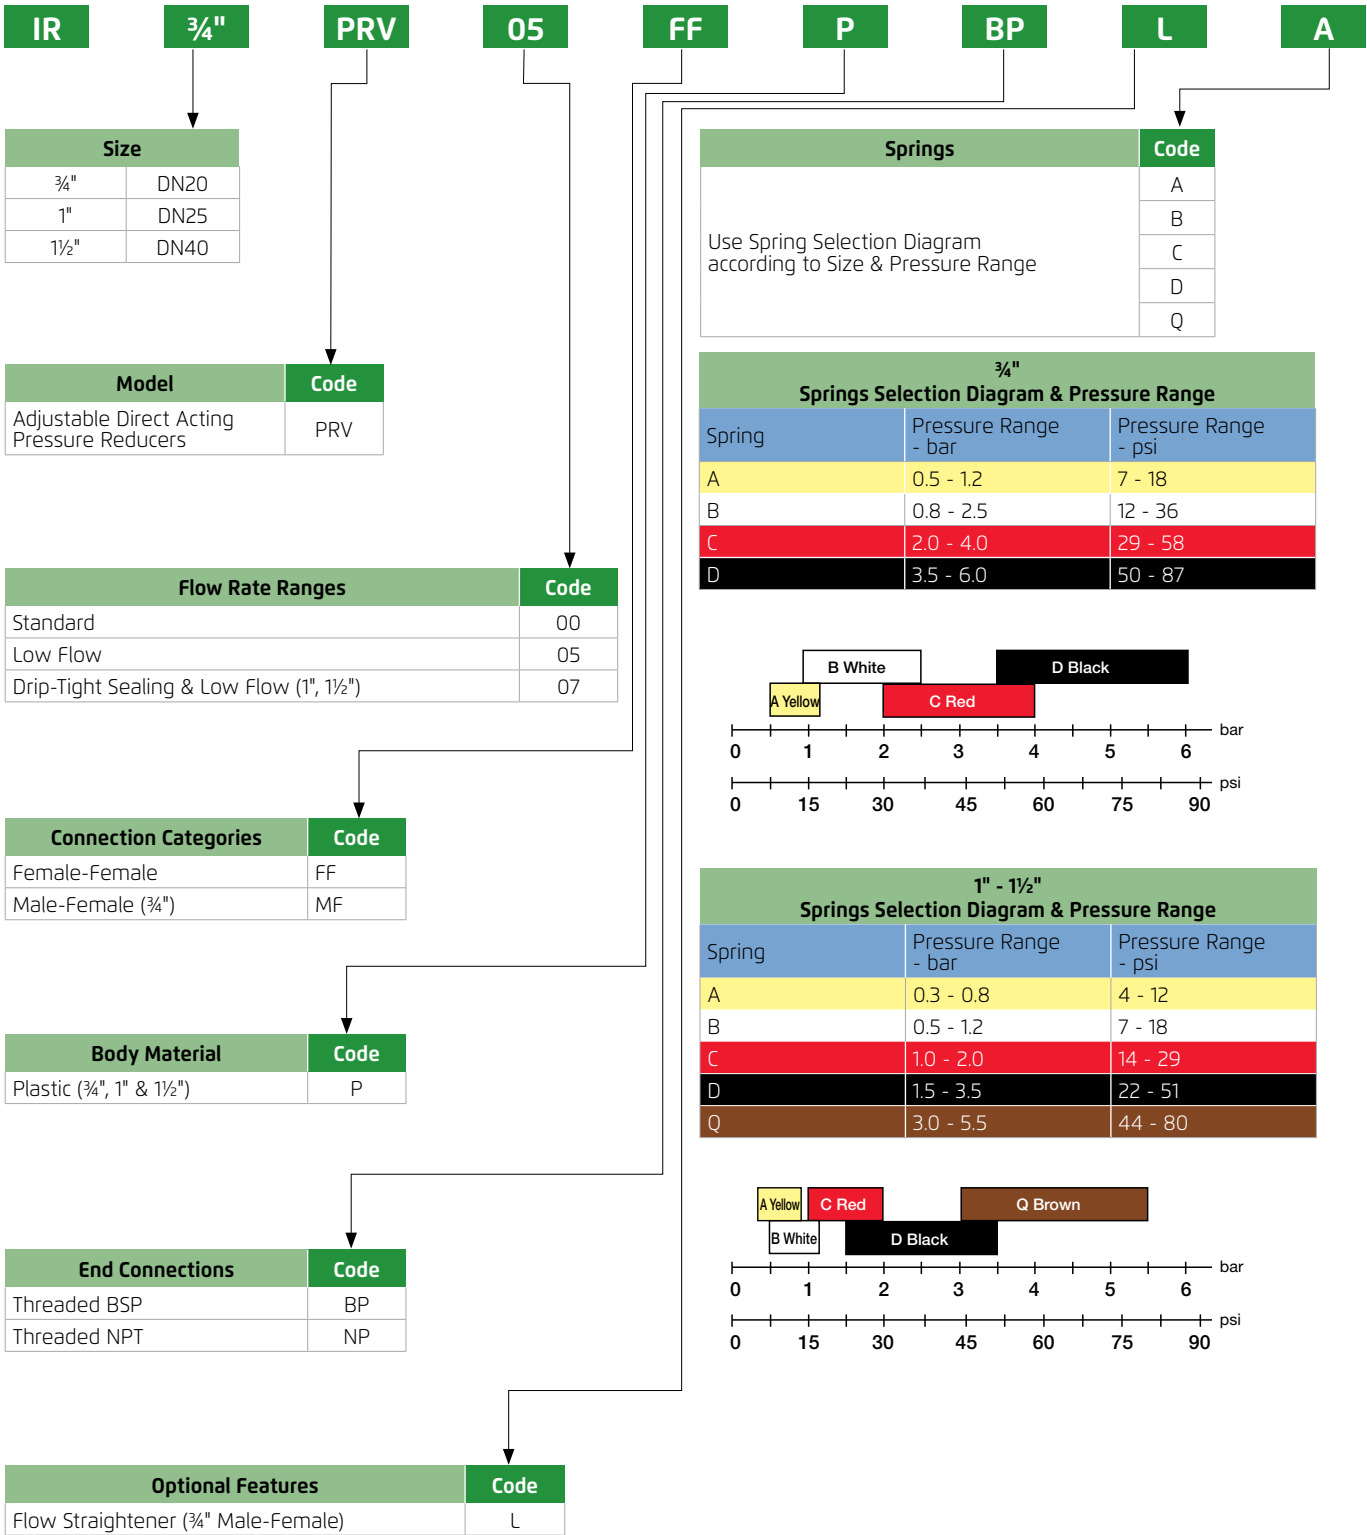 IR ¾" PRV 05 FF P BP L A
Size
¾" DN20
1" DN25
1½" DN40
Model Code
Adjustable Direct Acting
Pressure Reducers PRV
Flow Rate Ranges Code
Standard 00
Low Flow 05
Drip-Tight Sealing & Low Flow (1", 1½") 07
Connection Categories Code
Female-Female FF
Male-Female (¾") MF
Body Material Code
Plastic (¾", 1" & 1½") P
End Connections Code
Threaded BSP BP
Threaded NPT NP
Optional Features Code
Flow Straightener (¾" Male-Female) L
Springs Code
Use Spring Selection Diagram
according to Size & Pressure Range
A
B
C
D
Q
¾"
Springs Selection Diagram & Pressure Range
Spring Pressure Range - bar Pressure Range - psi
A 0.5 - 1.2 7 - 18
B 0.8 - 2.5 12 - 36
C 2.0 - 4.0 29 - 58
D 3.5 - 6.0 50 - 87
B White D Black
A Yellow C Red
bar
0 1 2 3 4 5 6
psi
0 15 30 45 60 75 90
1" - 1½"
Springs Selection Diagram & Pressure Range
Spring Pressure Range - bar Pressure Range - psi
A 0.3 - 0.8 4 - 12
B 0.5 - 1.2 7 - 18
C 1.0 - 2.0 14 - 29
D 1.5 - 3.5 22 - 51
Q 3.0 - 5.5 44 - 80
A Yellow C Red Q Brown
B White D Black
bar
0 1 2 3 4 5 6
psi
0 15 30 45 60 75 90